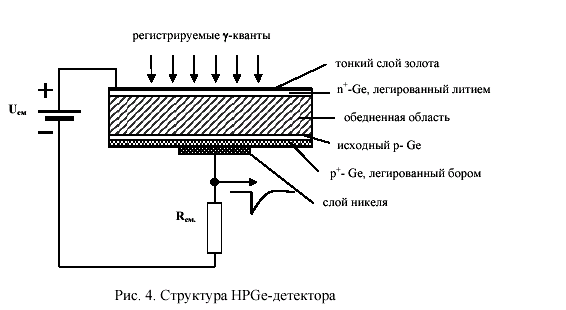 регистрируемые γ-кванты
тонкий слой золота
n⁺-Ge, легированный литием
+
Uсм
−
обедненная область
исходный p- Ge
p⁺- Ge, легированный бором
слой никеля
Rсм.
Рис. 4. Структура HPGe-детектора